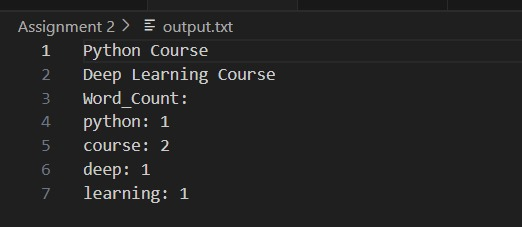 Assignment 2 > output.txt
1 Python Course
2 Deep Learning Course
3 Word_Count:
4 python: 1
5 course: 2
6 deep: 1
7 learning: 1